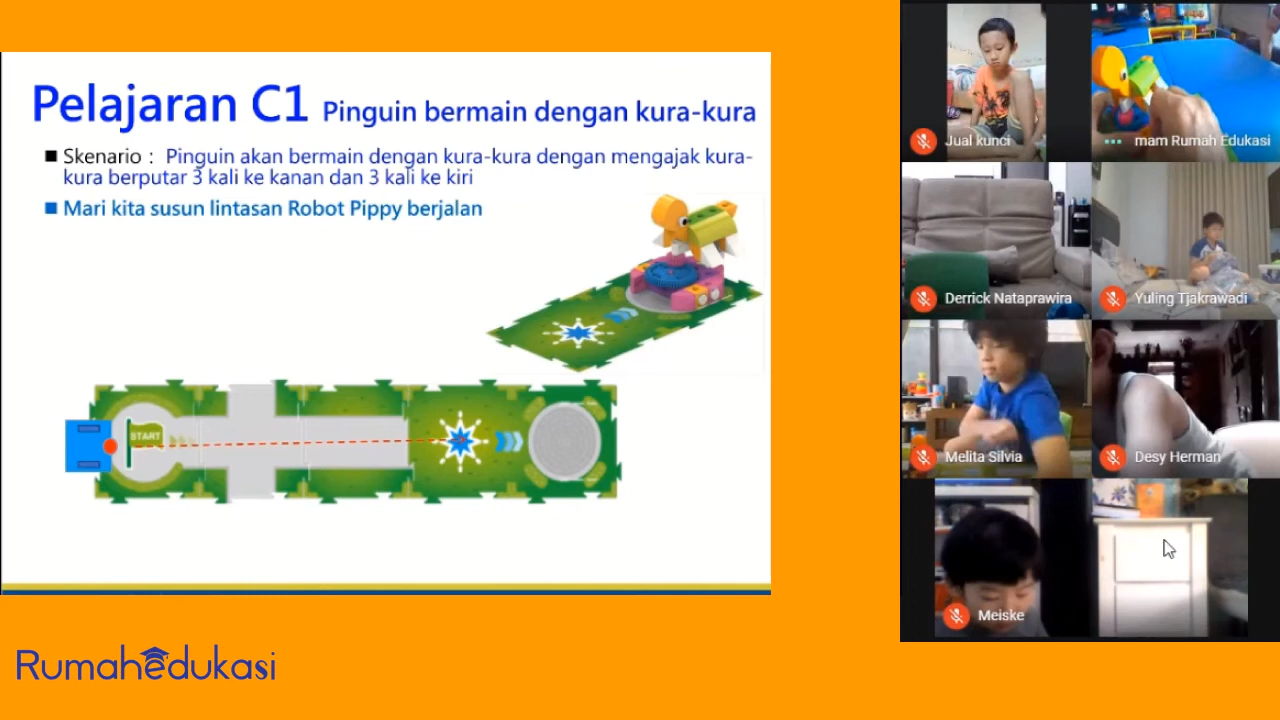 Pelajaran C1 Pinguin bermain dengan kura-kura
■ Skenario : Pinguin akan bermain dengan kura-kura dengan mengajak kura-
kura berputar 3 kali ke kanan dan 3 kali ke kiri
■ Mari kita susun lintasan Robot Pippy berjalan
START
RumahEdukasi
Jual kunci
mam Rumah Edukasi
Derrick Nataprawira
Yuling Tjakrawadi
Melita Silvia
Desy Herman
Meiske